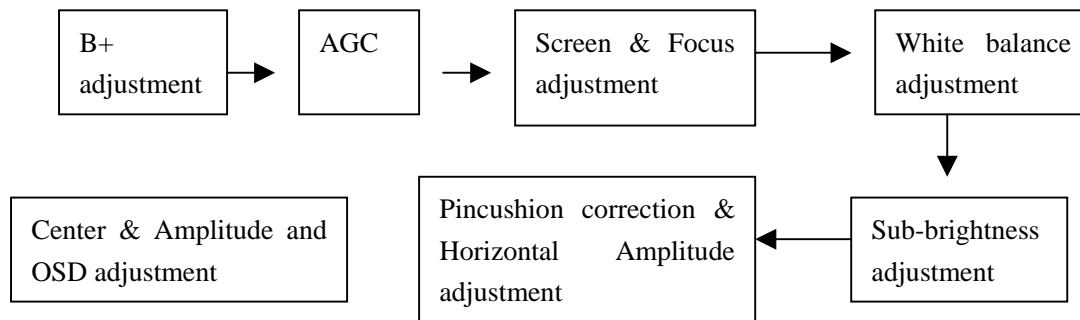 B+
adjustment
AGC
Screen & Focus
adjustment
White balance
adjustment
Sub-brightness
adjustment
Pincushion correction &
Horizontal Amplitude
adjustment
Center & Amplitude and
OSD adjustment